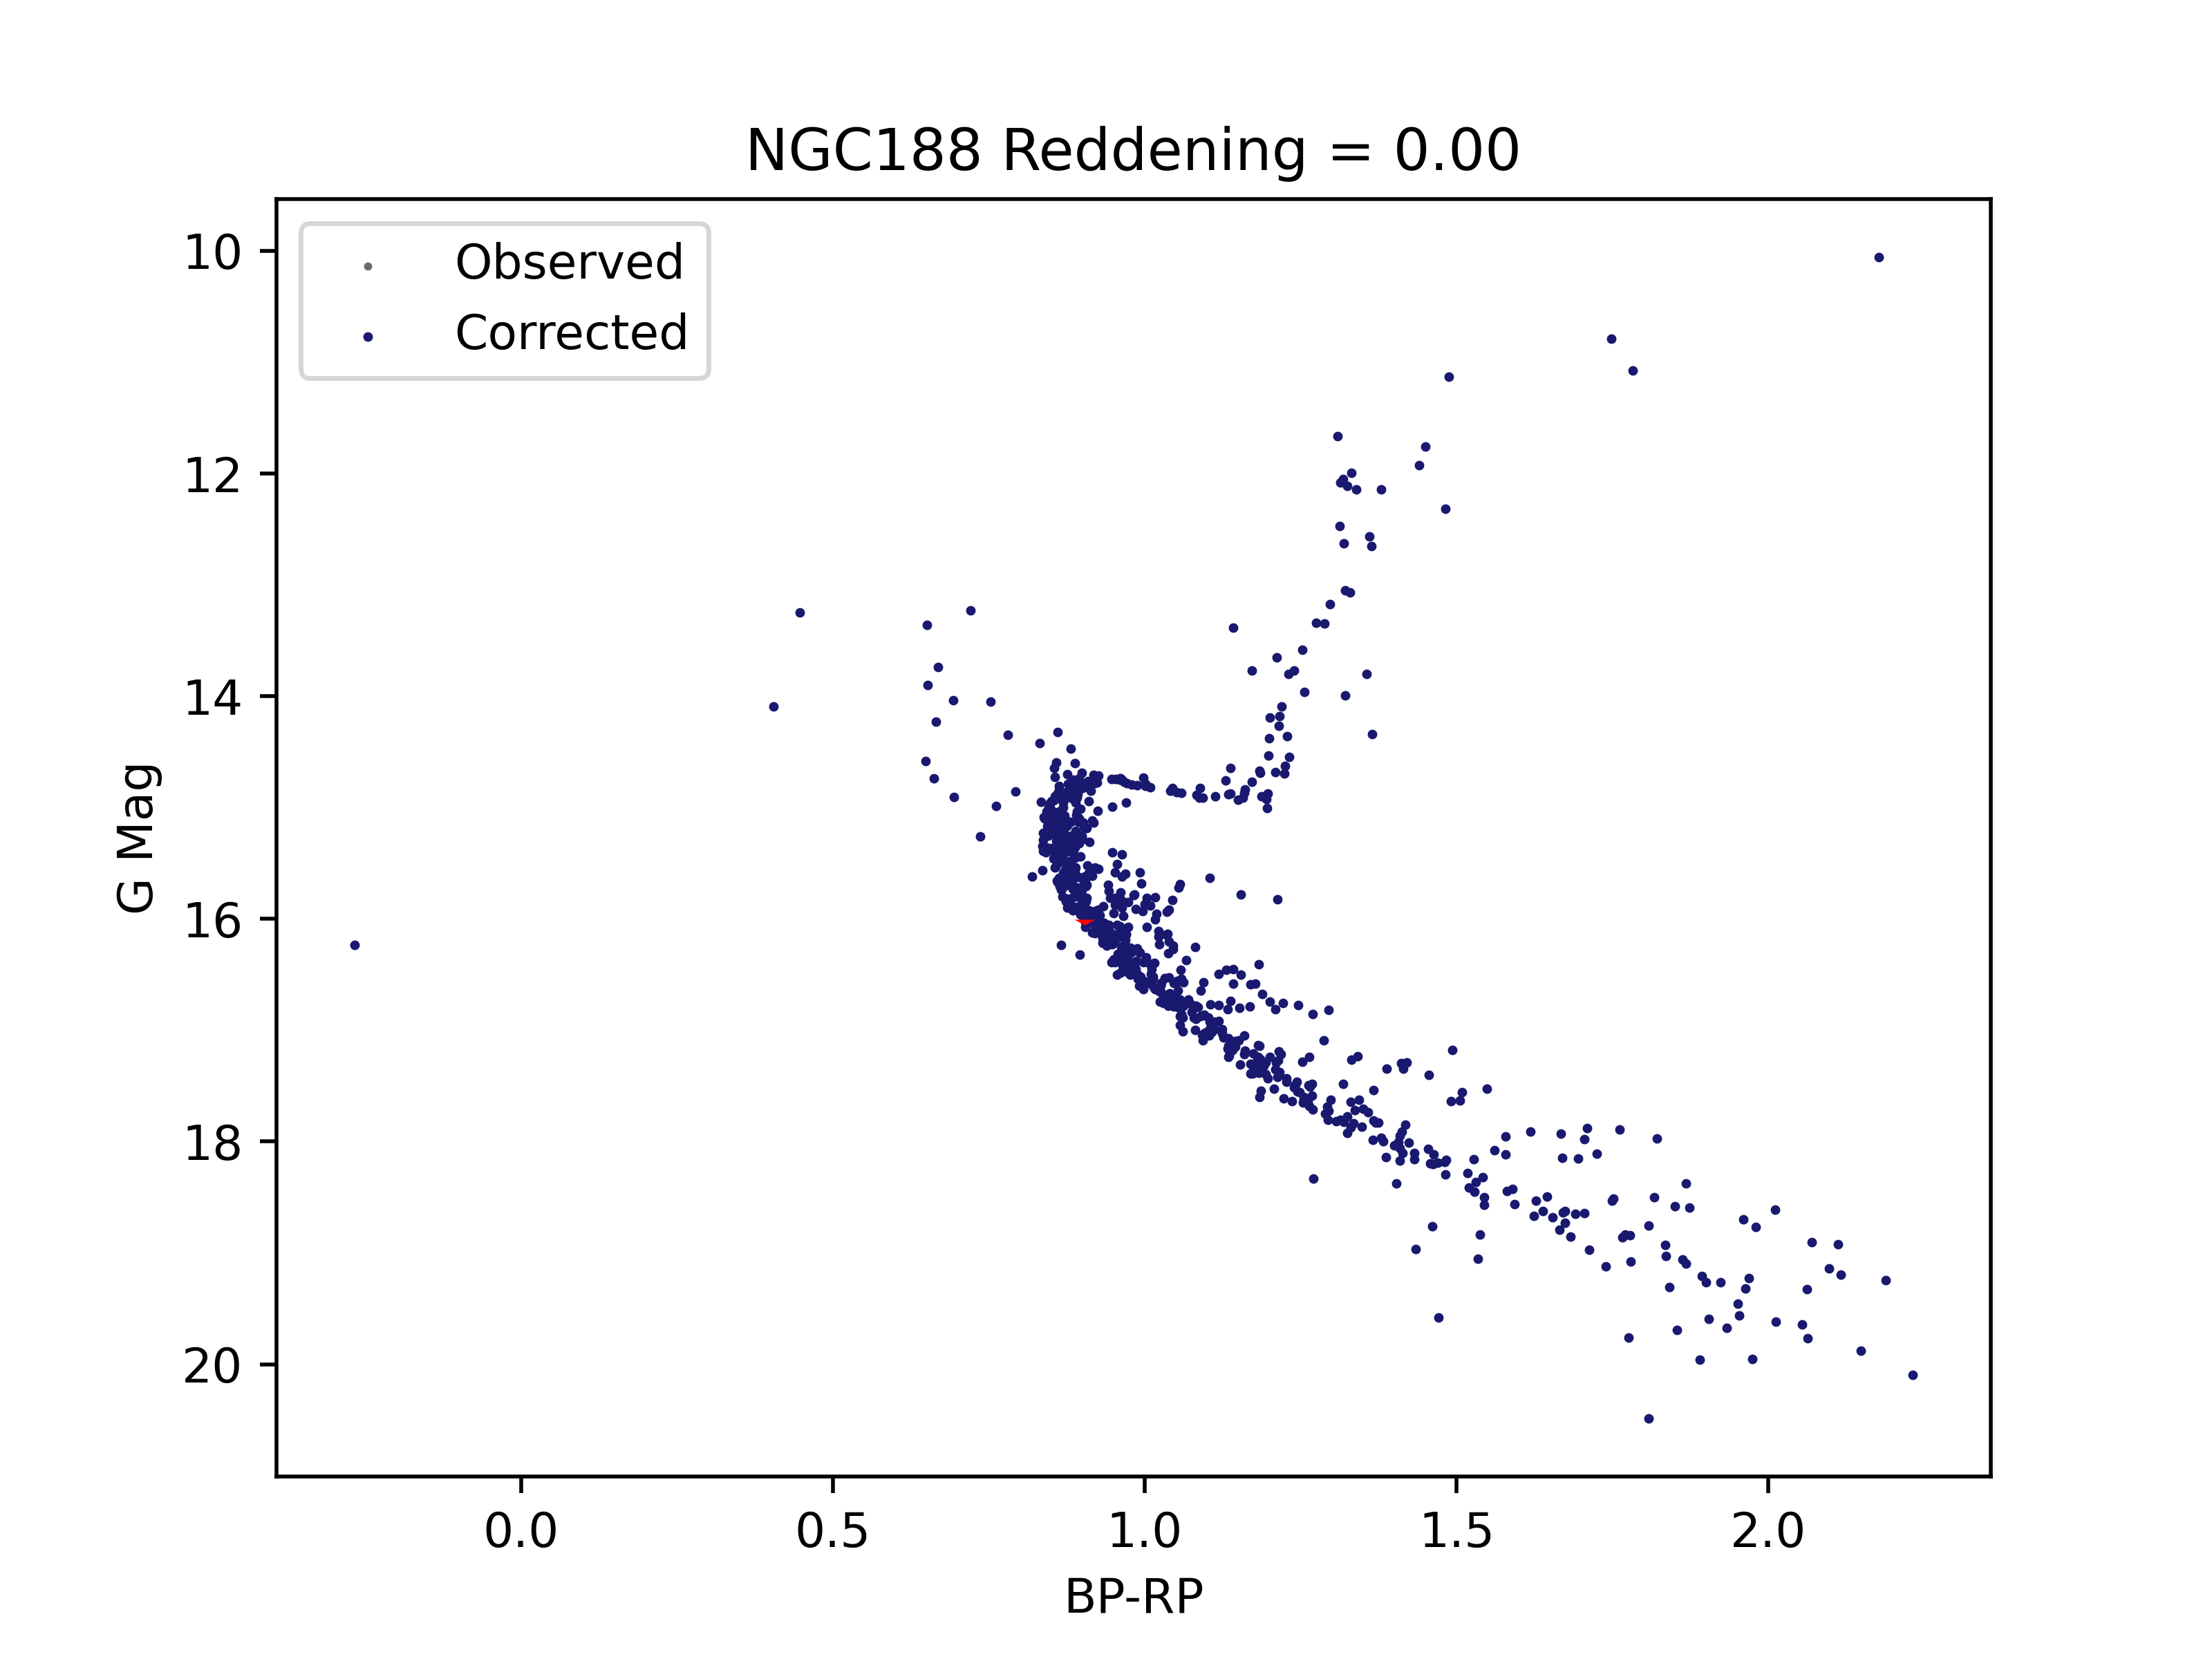 NGC188 Reddening = 0.00
Observed
Corrected
10
12
14
16
18
20
G Mag
0.0 0.5 1.0 1.5 2.0
BP-RP